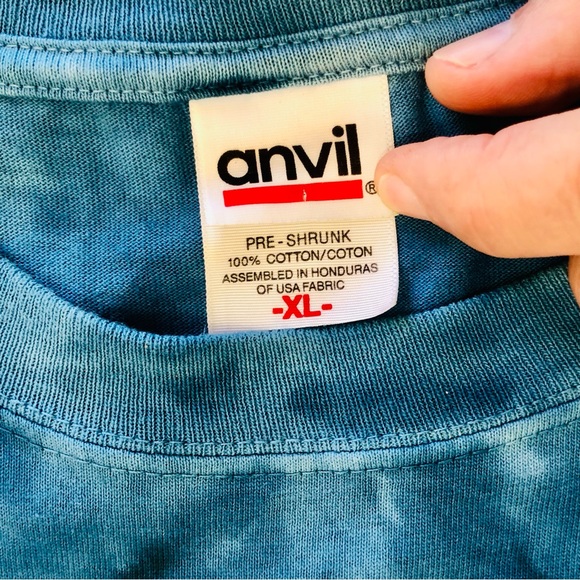 anvil
®
PRE-SHRUNK
100% COTTON/COTON
ASSEMBLED IN HONDURAS
OF USA FABRIC
-XL-